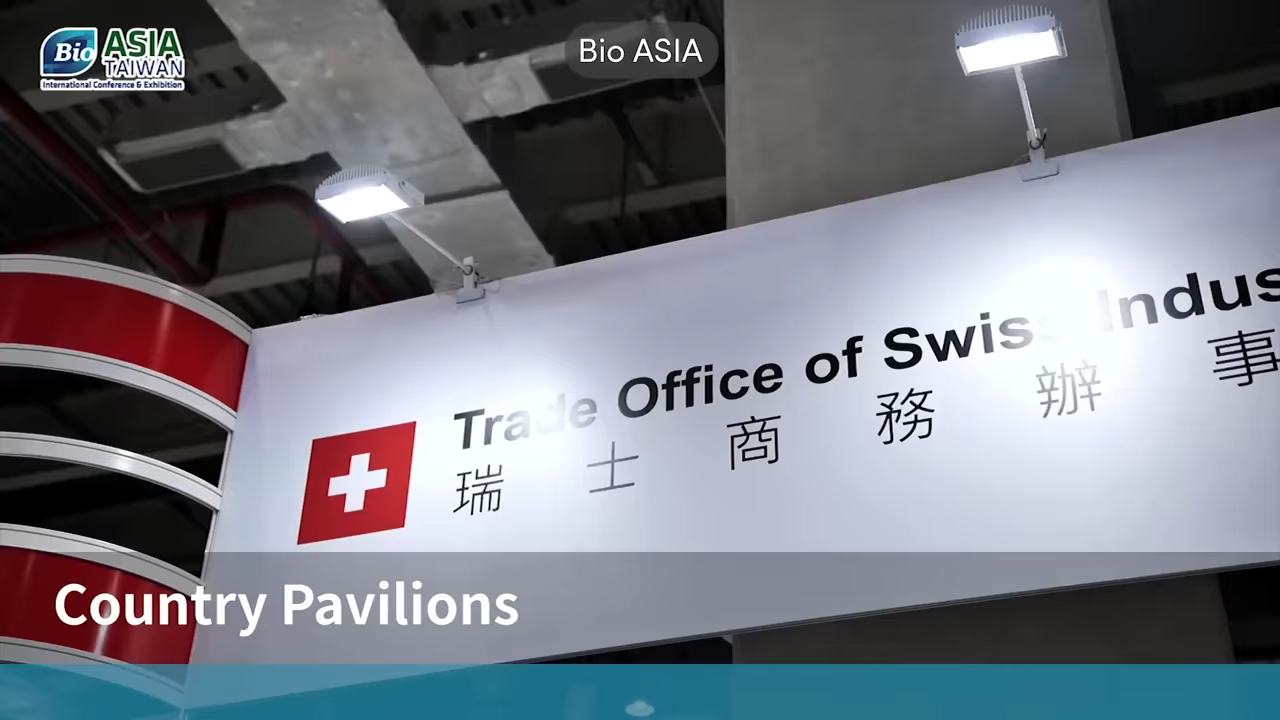 Bio ASIA
TAIWAN
International Conference & Exhibition
Bio ASIA
Trade Office of Swiss Indus
瑞士商務辦事
Country Pavilions